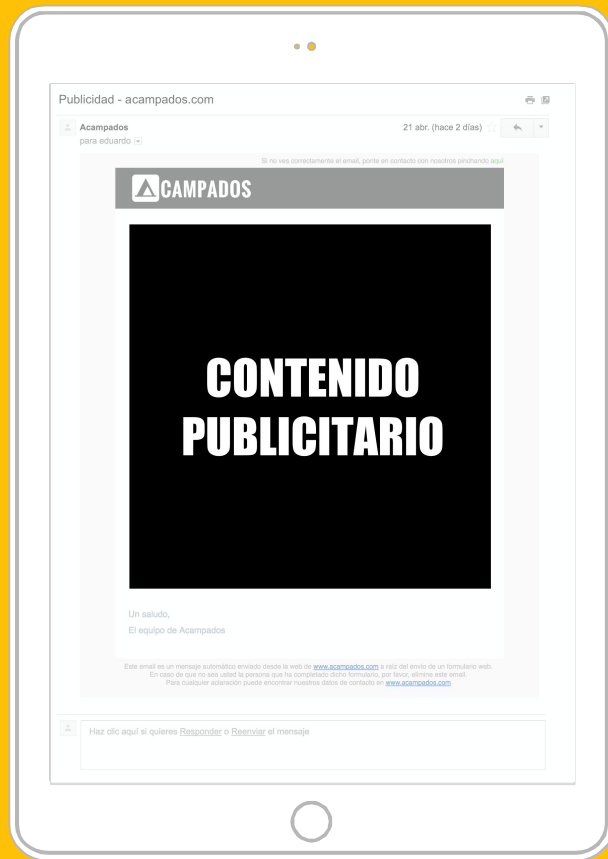 Publicidad - acampados.com
Acampados
21 abr. (hace 2 días)
para eduardo
Si no ves correctamente el email, ponte en contacto con nosotros pinchando aquí
ACAMPADOS
CONTENIDO
PUBLICITARIO
Un saludo,
El equipo de Acampados
Este email es un mensaje automático enviado desde la web de www.acampados.com a raíz del envío de un formulario web.
En caso de que no sea usted la persona que ha completado dicho formulario, por favor, elimine este email.
Para cualquier aclaración puede encontrar nuestros datos de contacto en www.acampados.com
Haz clic aquí si quieres Responder o Reenviar el mensaje